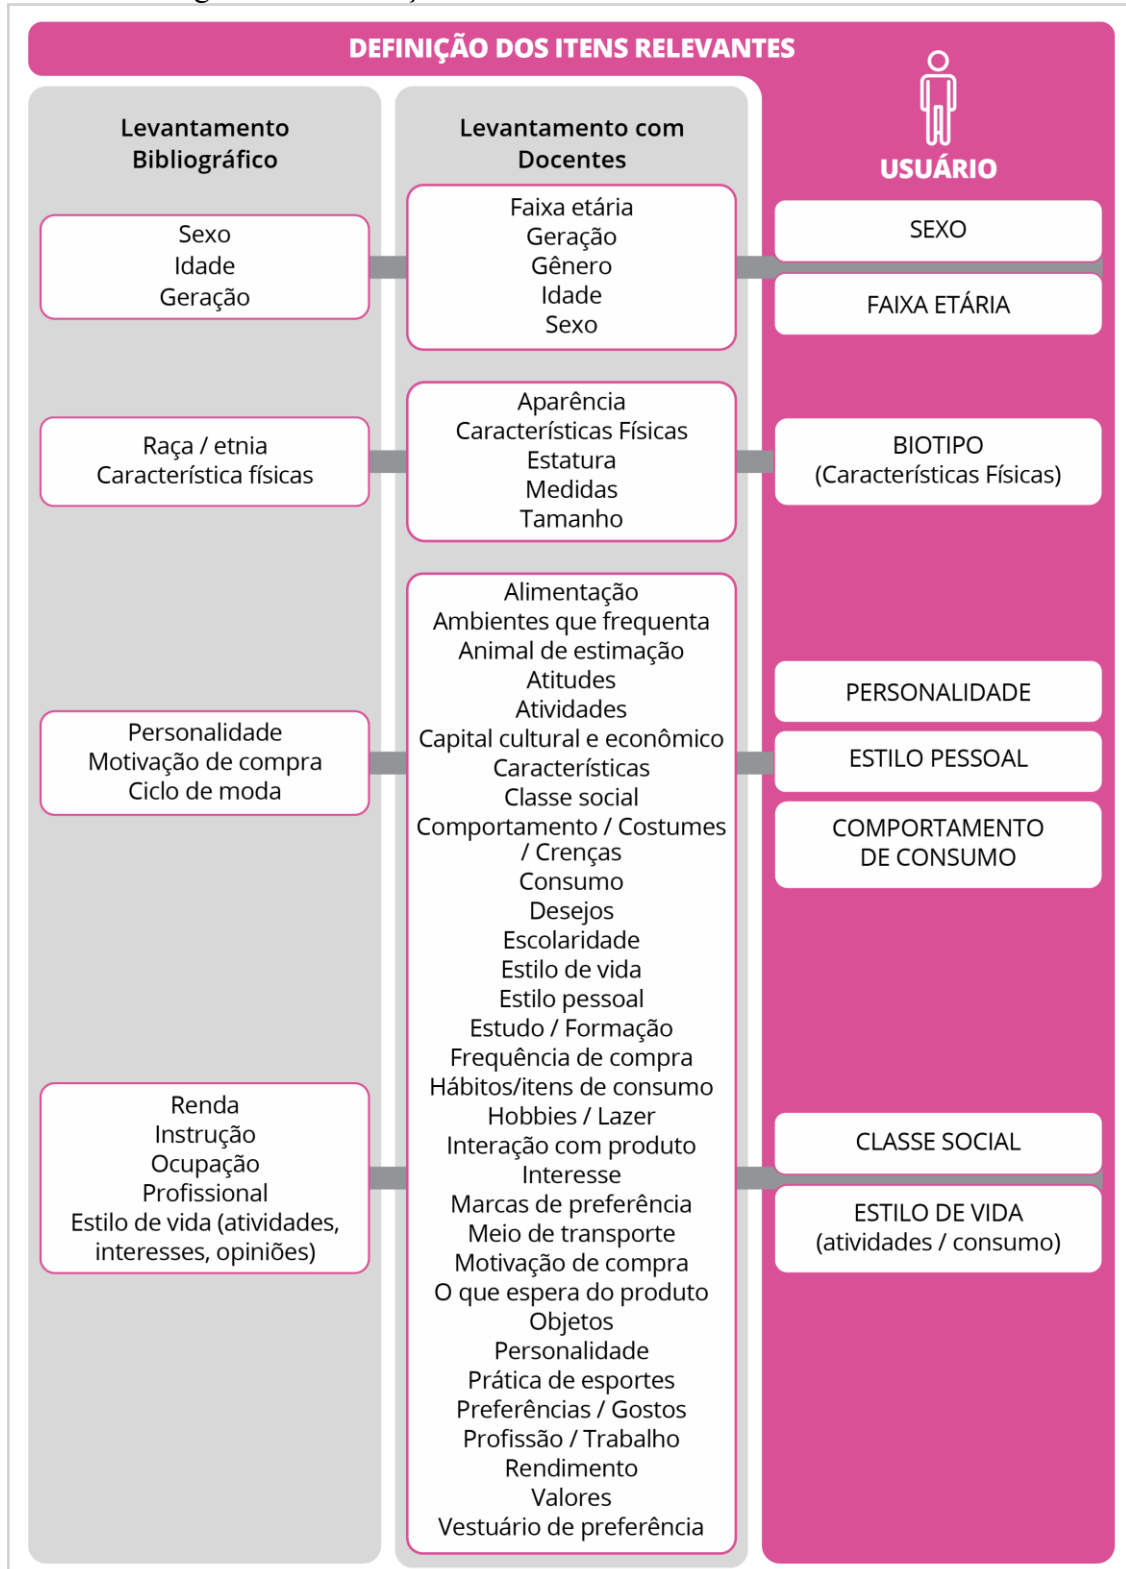 DEFINIÇÃO DOS ITENS RELEVANTES
Levantamento
Bibliográfico
Sexo
Idade
Geração
Raça / etnia
Característica físicas
Personalidade
Motivação de compra
Ciclo de moda
Renda
Instrução
Ocupação
Profissional
Estilo de vida (atividades,
interesses, opiniões)
Levantamento com
Docentes
Faixa etária
Geração
Gênero
Idade
Sexo
Aparência
Características Físicas
Estatura
Medidas
Tamanho
Alimentação
Ambientes que frequenta
Animal de estimação
Atitudes
Atividades
Capital cultural e econômico
Características
Classe social
Comportamento / Costumes
/ Crenças
Consumo
Desejos
Escolaridade
Estilo de vida
Estilo pessoal
Estudo / Formação
Frequência de compra
Hábitos/itens de consumo
Hobbies / Lazer
Interação com produto
Interesse
Marcas de preferência
Meio de transporte
Motivação de compra
O que espera do produto
Objetos
Personalidade
Prática de esportes
Preferências / Gostos
Profissão / Trabalho
Rendimento
Valores
Vestuário de preferência
USUÁRIO
SEXO
FAIXA ETÁRIA
BIOTIPO
(Características Físicas)
PERSONALIDADE
ESTILO PESSOAL
COMPORTAMENTO
DE CONSUMO
CLASSE SOCIAL
ESTILO DE VIDA
(atividades / consumo)